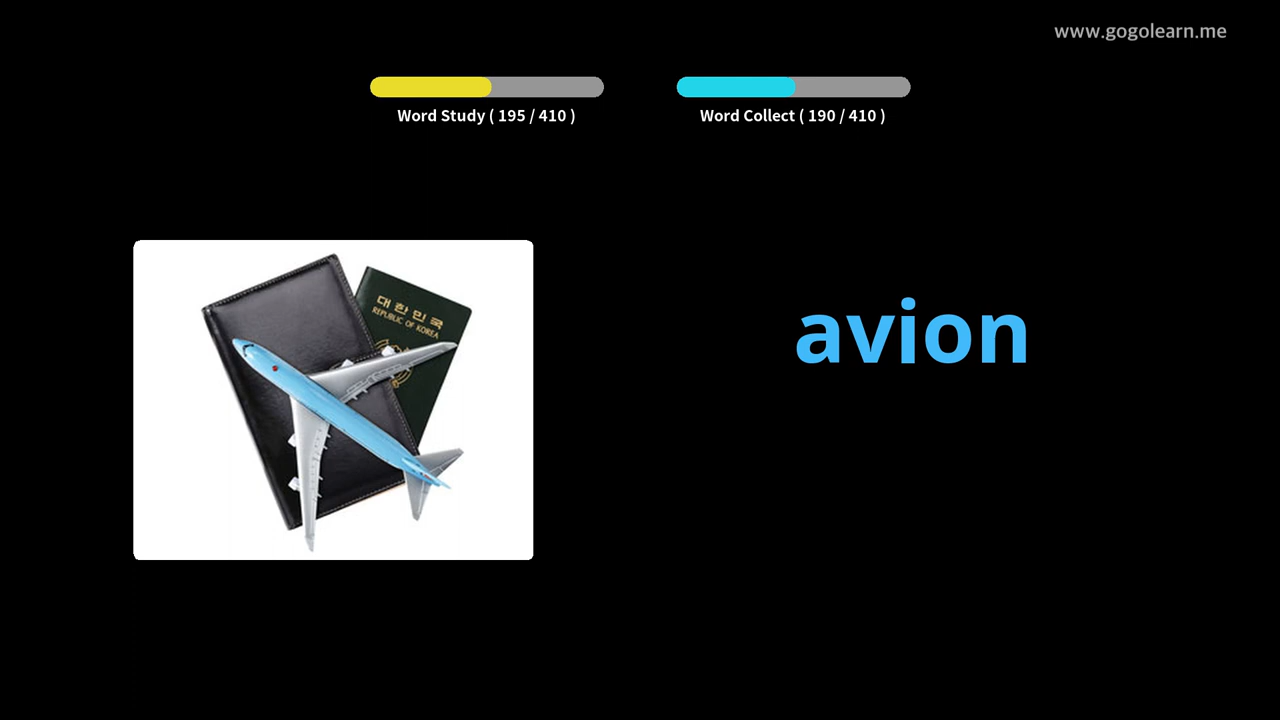 www.gogolearn.me
Word Study ( 195 / 410 )
Word Collect ( 190 / 410 )
대한민국
REPUBLIC OF KOREA
avion